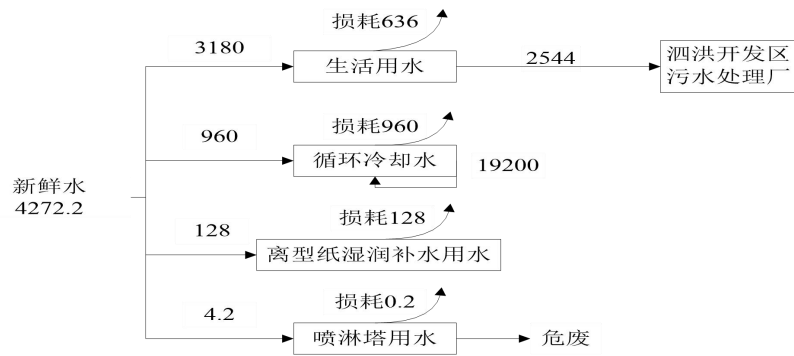 损耗636
3180
生活用水
2544
泗洪开发区
污水处理厂
损耗960
960
循环冷却水
19200
新鲜水
4272.2
损耗128
128
离型纸湿润补水用水
损耗0.2
4.2
喷淋塔用水
危废